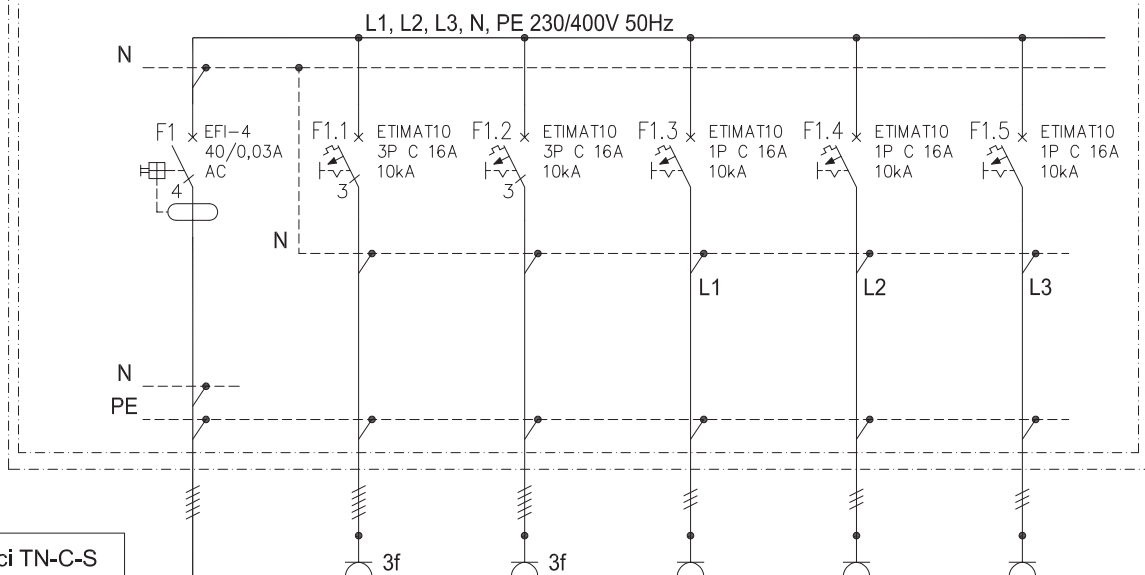 L1, L2, L3, N, PE 230/400V 50Hz
N
F1 EFI-4
40/0,03A
AC
4
F1.1 ETIMAT10
3P C 16A
10kA
3
F1.2 ETIMAT10
3P C 16A
10kA
3
F1.3 ETIMAT10
1P C 16A
10kA
F1.4 ETIMAT10
1P C 16A
10kA
F1.5 ETIMAT10
1P C 16A
10kA
N
L1
L2
L3
N
PE
ci TN-C-S
3f
3f